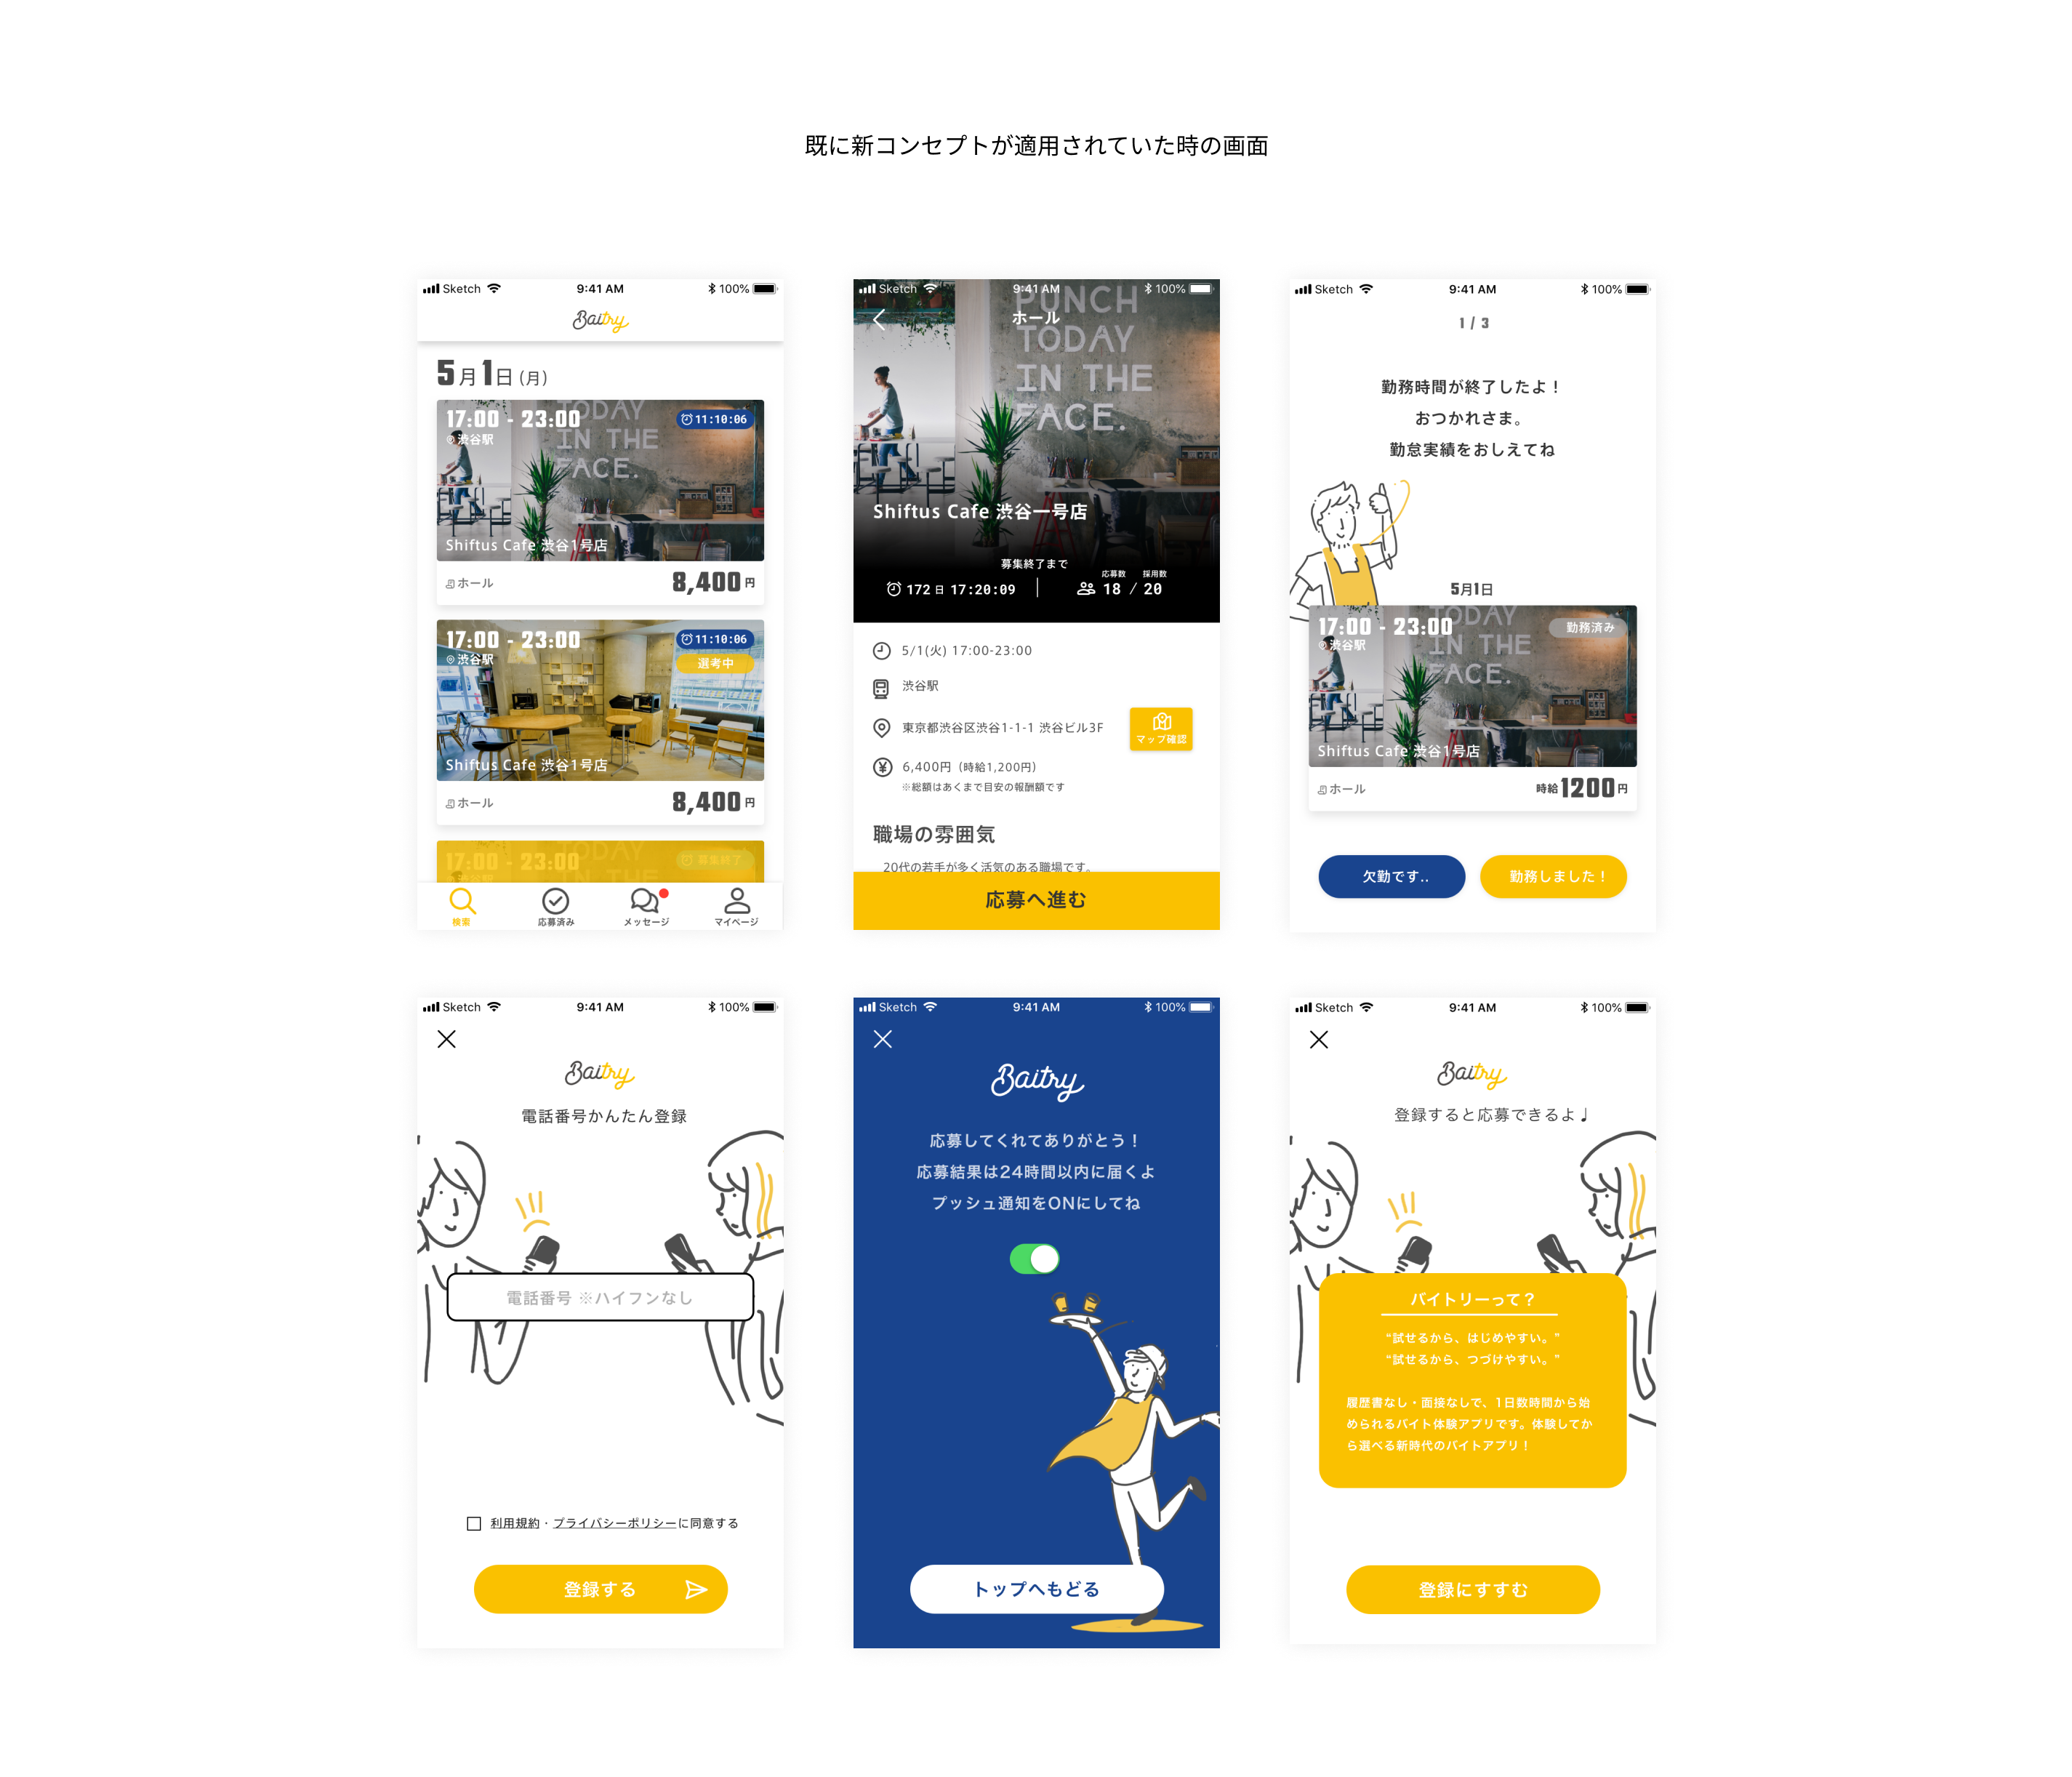 既に新コンセプトが適用されていた時の画面
Sketch 9:41 AM 100%
Baitry
5月1日(月)
17:00 - 23:00 11:10:06
渋谷駅
TODAY
IN THE
FACE.
Shiftus Cafe 渋谷1号店
ホール 8,400円
17:00 - 23:00 11:10:06
渋谷駅 選考中
Shiftus Cafe 渋谷1号店
ホール 8,400円
17:00 - 23:00 募集終了
渋谷駅
TODAY
検索 応募済み メッセージ マイページ
Sketch 9:41 AM 100%
ホール
PUNCH
TODAY
IN THE
FACE.
Shiftus Cafe 渋谷一号店
募集終了まで
応募数 採用数
172日 17:20:09 18 / 20
5/1(火) 17:00-23:00
渋谷駅
東京都渋谷区渋谷1-1-1 渋谷ビル3F
マップ確認
6,400円(時給1,200円)
※総額はあくまで目安の報酬額です
職場の雰囲気
20代の若手が多く活気のある職場です。
応募へ進む
Sketch 9:41 AM 100%
1 / 3
勤務時間が終了したよ！
おつかれさま。
勤怠実績をおしえてね
5月1日
17:00 - 23:00 勤務済み
渋谷駅
TODAY
IN THE
FACE.
Shiftus Cafe 渋谷1号店
ホール 時給1200円
欠勤です.. 勤務しました！
Sketch 9:41 AM 100%
Baitry
電話番号かんたん登録
電話番号 ※ハイフンなし
利用規約・プライバシーポリシーに同意する
登録する
Sketch 9:41 AM 100%
Baitry
応募してくれてありがとう！
応募結果は24時間以内に届くよ
プッシュ通知をONにしてね
トップへもどる
Sketch 9:41 AM 100%
Baitry
登録すると応募できるよ♩
バイトリーって？
“試せるから、はじめやすい。”
“試せるから、つづけやすい。”
履歴書なし・面接なしで、1日数時間から始
められるバイト体験アプリです。体験してか
ら選べる新時代のバイトアプリ！
登録にすすむ